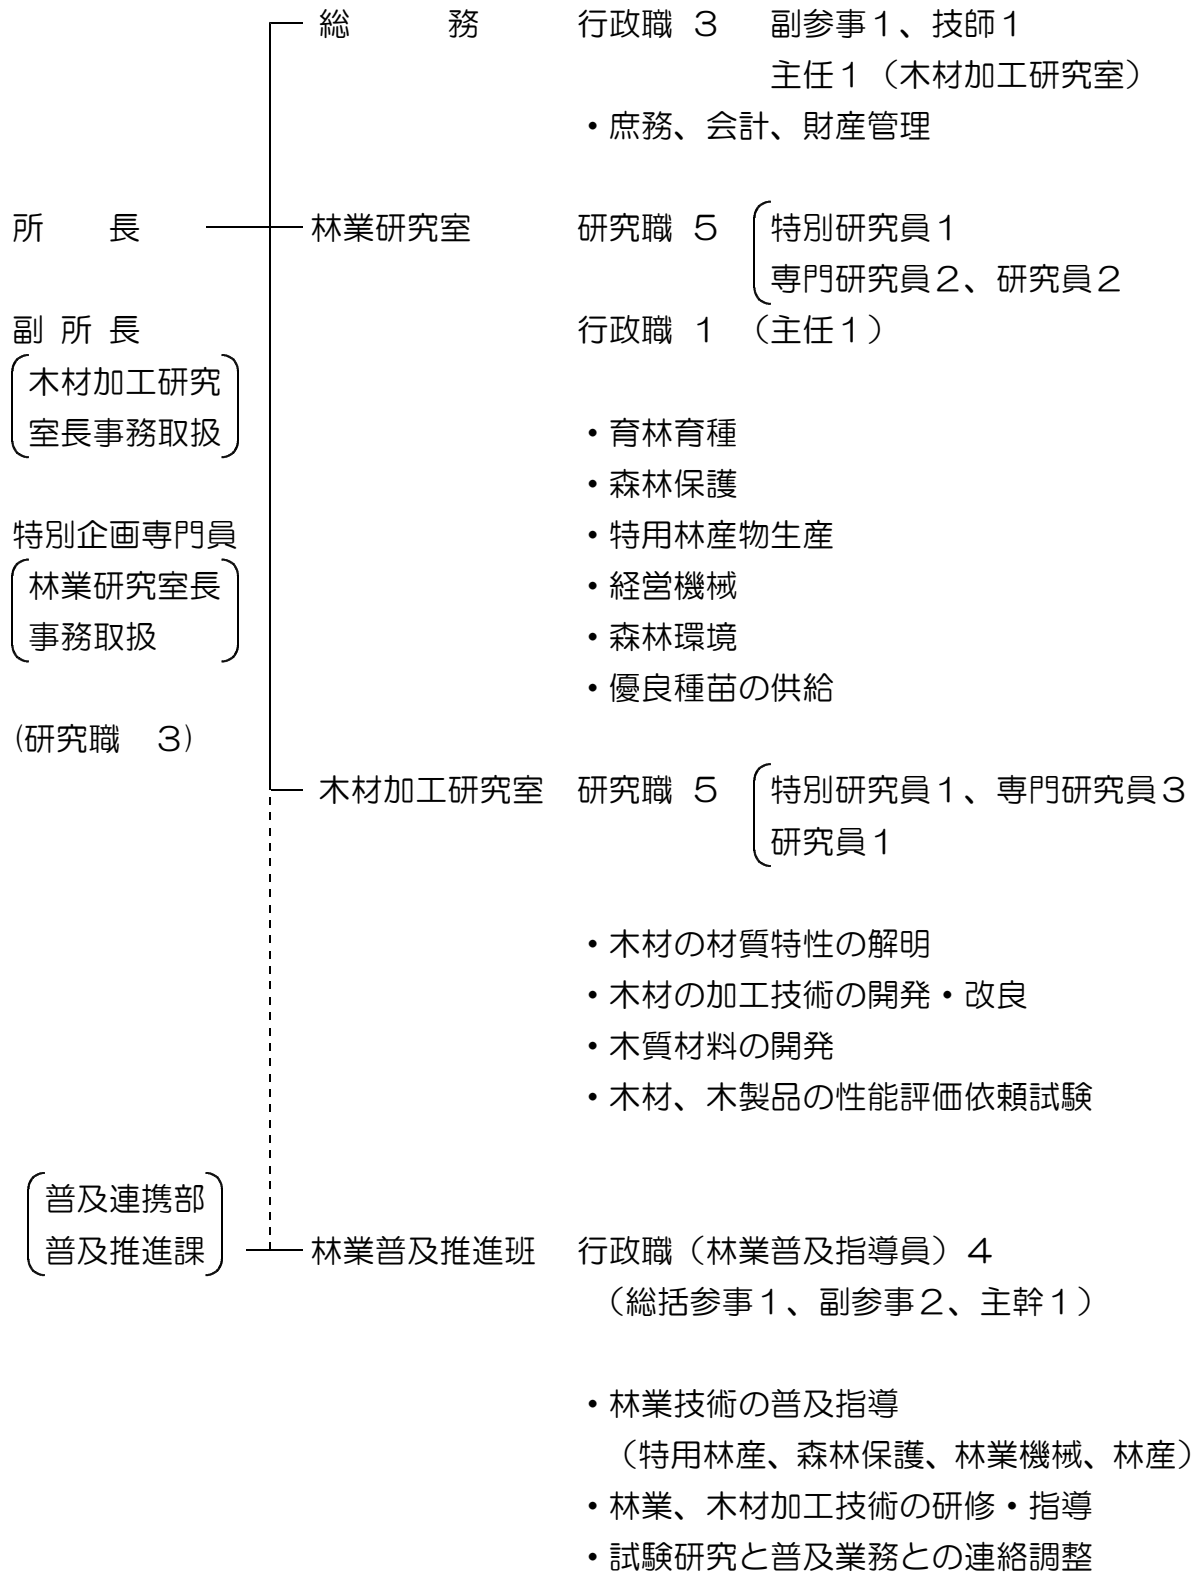 総　　務　行政職 ３　副参事１、技師１
主任１（木材加工研究室）
・庶務、会計、財産管理
所　　長　林業研究室　研究職 ５　特別研究員１
専門研究員２、研究員２
副 所 長　行政職 １ （主任１）
木材加工研究
室長事務取扱　・育林育種
・森林保護
特別企画専門員　・特用林産物生産
林業研究室長　・経営機械
事務取扱　・森林環境
・優良種苗の供給
(研究職　３)
木材加工研究室　研究職 ５　特別研究員１、専門研究員３
研究員１
・木材の材質特性の解明
・木材の加工技術の開発・改良
・木質材料の開発
・木材、木製品の性能評価依頼試験
普及連携部
普及推進課　林業普及推進班　行政職（林業普及指導員）４
（総括参事１、副参事２、主幹１）
・林業技術の普及指導
（特用林産、森林保護、林業機械、林産）
・林業、木材加工技術の研修・指導
・試験研究と普及業務との連絡調整